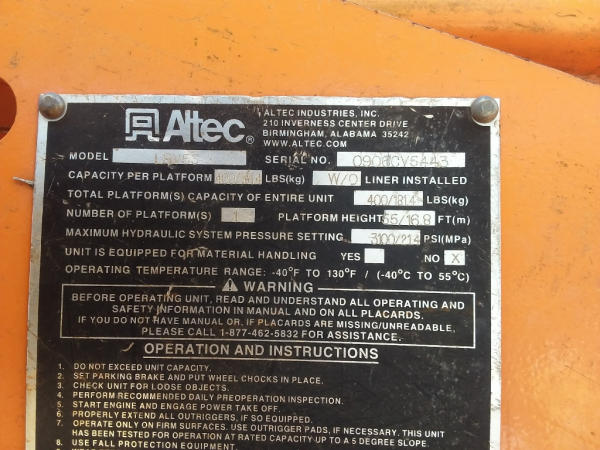 Altec®
ALTEC INDUSTRIES, INC.
210 INVERNESS CENTER DRIVE
BIRMINGHAM, ALABAMA 35242
WWW.ALTEC.COM
MODEL SERIAL NO.
CAPACITY PER PLATFORM LBS(kg) W/O LINER INSTALLED
TOTAL PLATFORM(S) CAPACITY OF ENTIRE UNIT 400/181.4 LBS(kg)
NUMBER OF PLATFORM(S) 1 PLATFORM HEIGHT 55/16.8 FT(m)
MAXIMUM HYDRAULIC SYSTEM PRESSURE SETTING 3100/21.4 PSI(MPa)
UNIT IS EQUIPPED FOR MATERIAL HANDLING YES NO X
OPERATING TEMPERATURE RANGE: -40°F TO 130°F / (-40°C TO 55°C)
WARNING
BEFORE OPERATING UNIT, READ AND UNDERSTAND ALL OPERATING AND
SAFETY INFORMATION IN MANUAL AND ON ALL PLACARDS.
IF YOU DO NOT HAVE MANUAL OR, IF PLACARDS ARE MISSING/UNREADABLE,
PLEASE CALL 1-877-462-5832 FOR ASSISTANCE.
OPERATION AND INSTRUCTIONS
1. DO NOT EXCEED UNIT CAPACITY.
2. SET PARKING BRAKE AND PUT WHEEL CHOCKS IN PLACE.
3. CHECK UNIT FOR LOOSE OBJECTS.
4. PERFORM RECOMMENDED DAILY PREOPERATION INSPECTION.
5. START ENGINE AND ENGAGE POWER TAKE OFF.
6. PROPERLY EXTEND ALL OUTRIGGERS, IF SO EQUIPPED.
7. OPERATE ONLY ON FIRM SURFACES. USE OUTRIGGER PADS, IF NECESSARY. THIS UNIT
HAS BEEN TESTED FOR OPERATION AT RATED CAPACITY UP TO A 5 DEGREE SLOPE.
8. USE FALL PROTECTION EQUIPMENT.